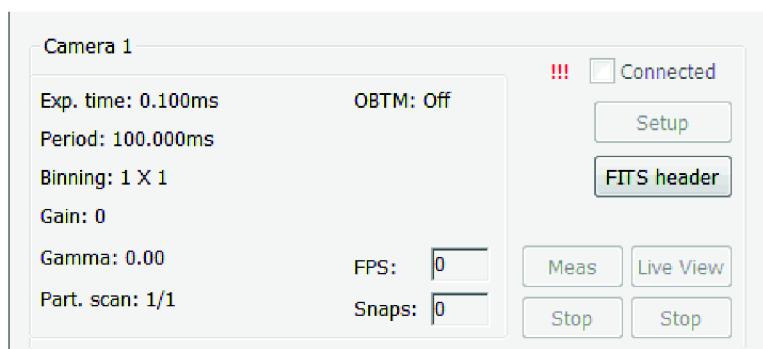 Camera 1
!!! Connected
Exp. time: 0.100ms
OBTM: Off
Setup
Period: 100.000ms
Binning: 1 X 1
FITS header
Gain: 0
Gamma: 0.00
FPS: 0
Meas
Live View
Part. scan: 1/1
Snaps: 0
Stop
Stop